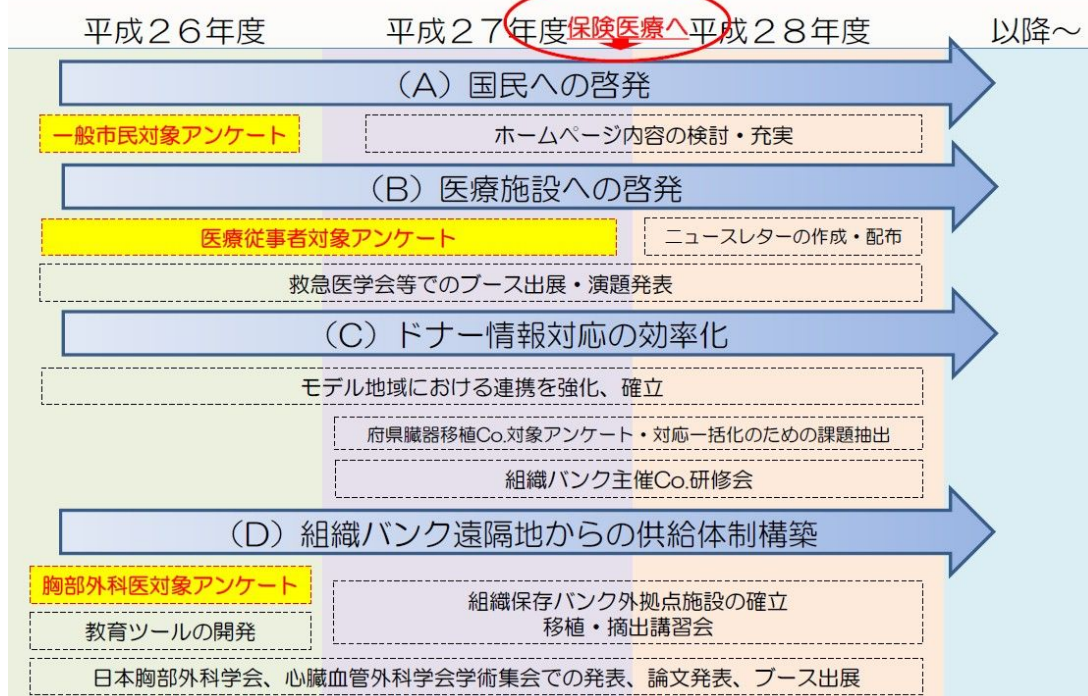 平成２６年度
平成２７年度
保険医療へ
平成２８年度
以降～
（A）国民への啓発
一般市民対象アンケート
ホームページ内容の検討・充実
（B）医療施設への啓発
医療従事者対象アンケート
ニュースレターの作成・配布
救急医学会等でのブース出展・演題発表
（C）ドナー情報対応の効率化
モデル地域における連携を強化、確立
府県臓器移植Co.対象アンケート・対応一括化のための課題抽出
組織バンク主催Co.研修会
（D）組織バンク遠隔地からの供給体制構築
胸部外科医対象アンケート
組織保存バンク外拠点施設の確立
移植・摘出講習会
教育ツールの開発
日本胸部外科学会、心臓血管外科学会学術集会での発表、論文発表、ブース出展